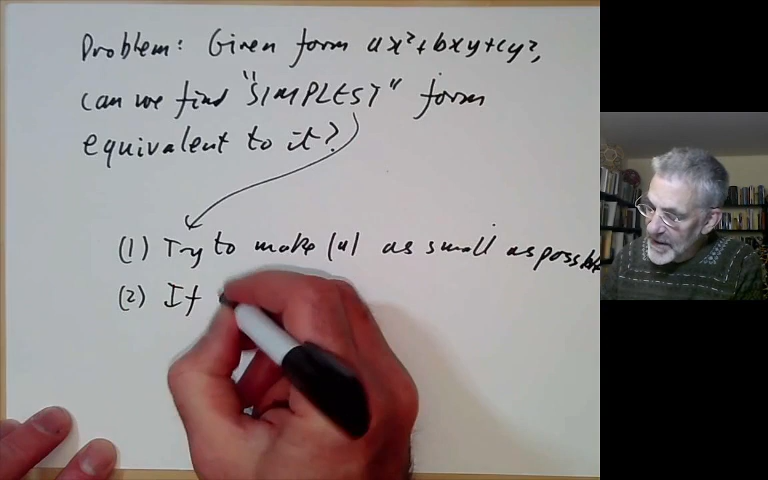 Problem: Given form ax²+bxy+cy²,
can we find "SIMPLEST" form
equivalent to it?
(1) Try to make |a| as small as possible
(2) If